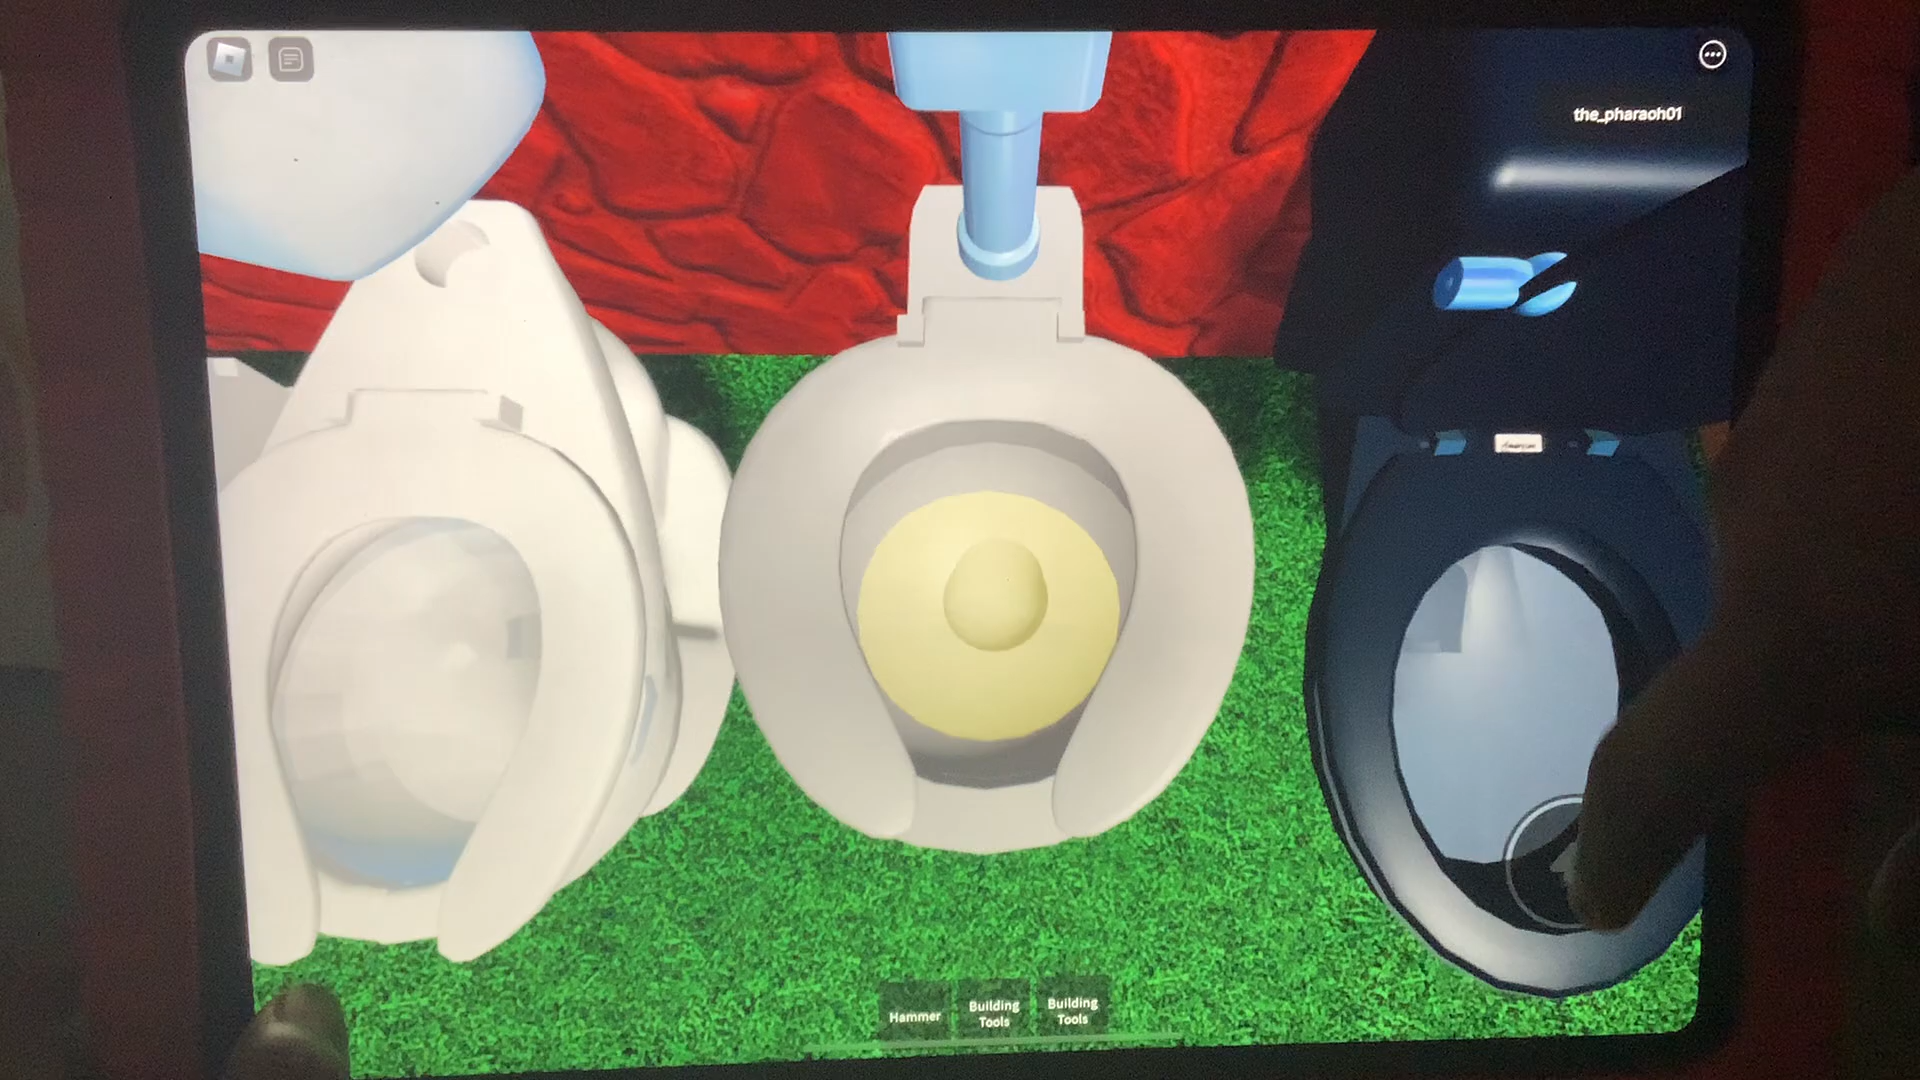 the_pharaoh01
Hammer
Building
Tools
Building
Tools